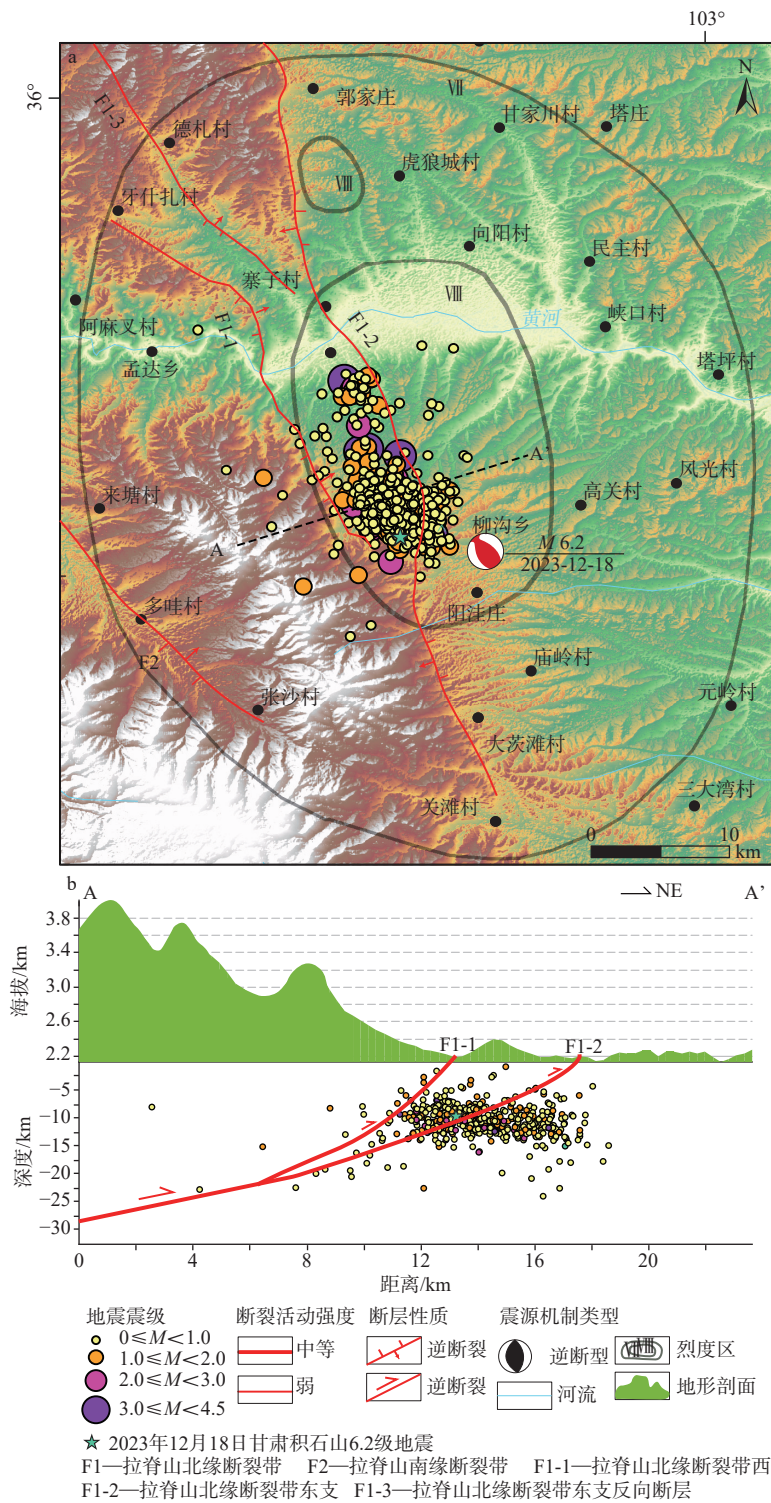 103°
36°
a
N
Ⅶ
郭家庄
甘家川村
塔庄
F1-3
德札村
虎狼城村
Ⅷ
牙什扎村
向阳村
民主村
寨子村
Ⅷ
阿麻叉村
F1-1
F1-2
黄河
峡口村
孟达乡
塔坪村
A'
来塘村
高关村
风光村
A
柳沟乡
M 6.2
2023-12-18
多哇村
阳洼庄
F2
庙岭村
张沙村
元岭村
大茨滩村
关滩村
三大湾村
0 10
km
b A NE A'
海拔/km
3.8
3.4
3.0
2.6
2.2
F1-1 F1-2
深度/km
−5
−10
−15
−20
−25
−30
0 4 8 12 16 20
距离/km
地震震级 断裂活动强度 断层性质 震源机制类型
0≤M<1.0 中等 逆断裂 逆断型 烈度区
1.0≤M<2.0
2.0≤M<3.0 弱 逆断裂 河流 地形剖面
3.0≤M<4.5
2023年12月18日甘肃积石山6.2级地震
F1—拉脊山北缘断裂带 F2—拉脊山南缘断裂带 F1-1—拉脊山北缘断裂带西
F1-2—拉脊山北缘断裂带东支 F1-3—拉脊山北缘断裂带东支反向断层